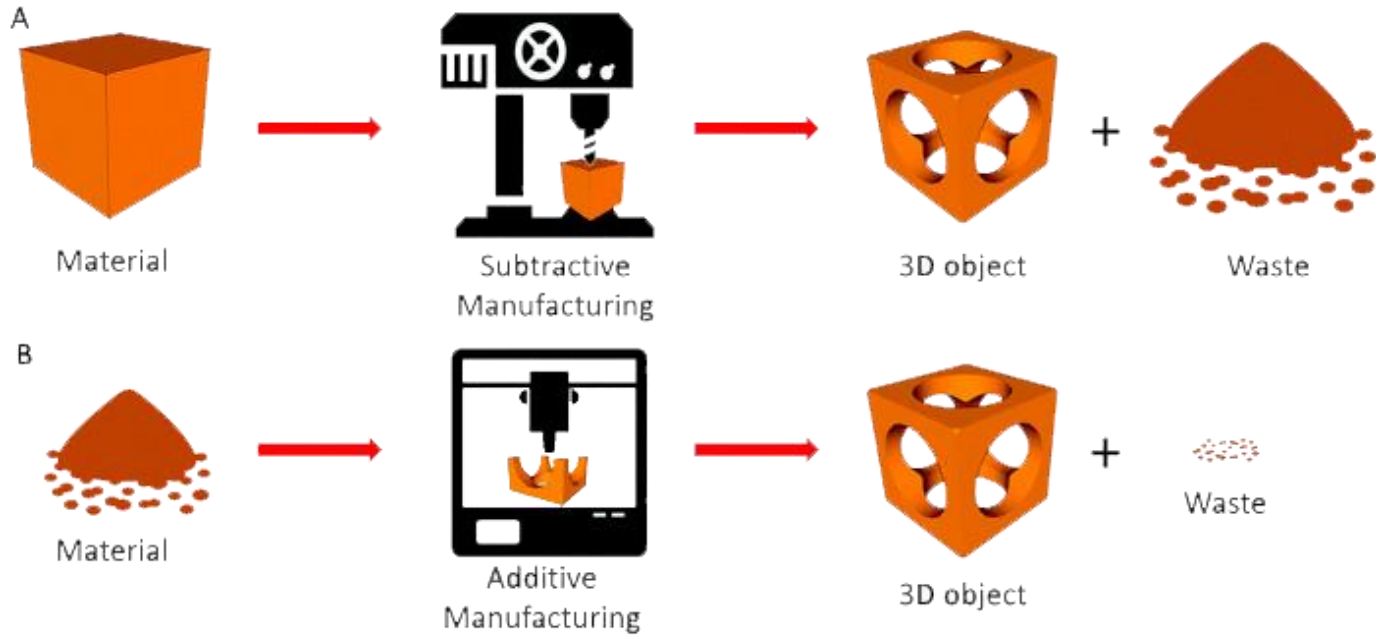 A
Material
Subtractive
Manufacturing
3D object
+
Waste
B
Material
Additive
Manufacturing
3D object
+
Waste